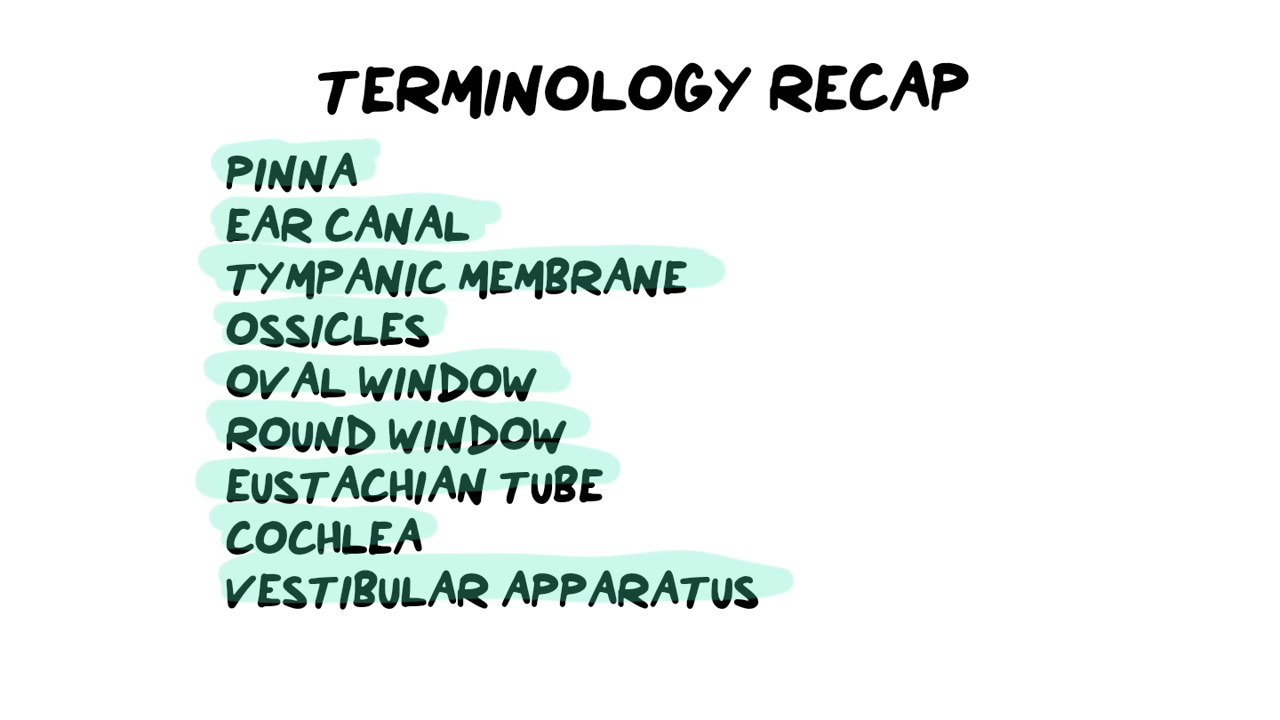 TERMINOLOGY RECAP
PINNA
EAR CANAL
TYMPANIC MEMBRANE
OSSICLES
OVAL WINDOW
ROUND WINDOW
EUSTACHIAN TUBE
COCHLEA
VESTIBULAR APPARATUS